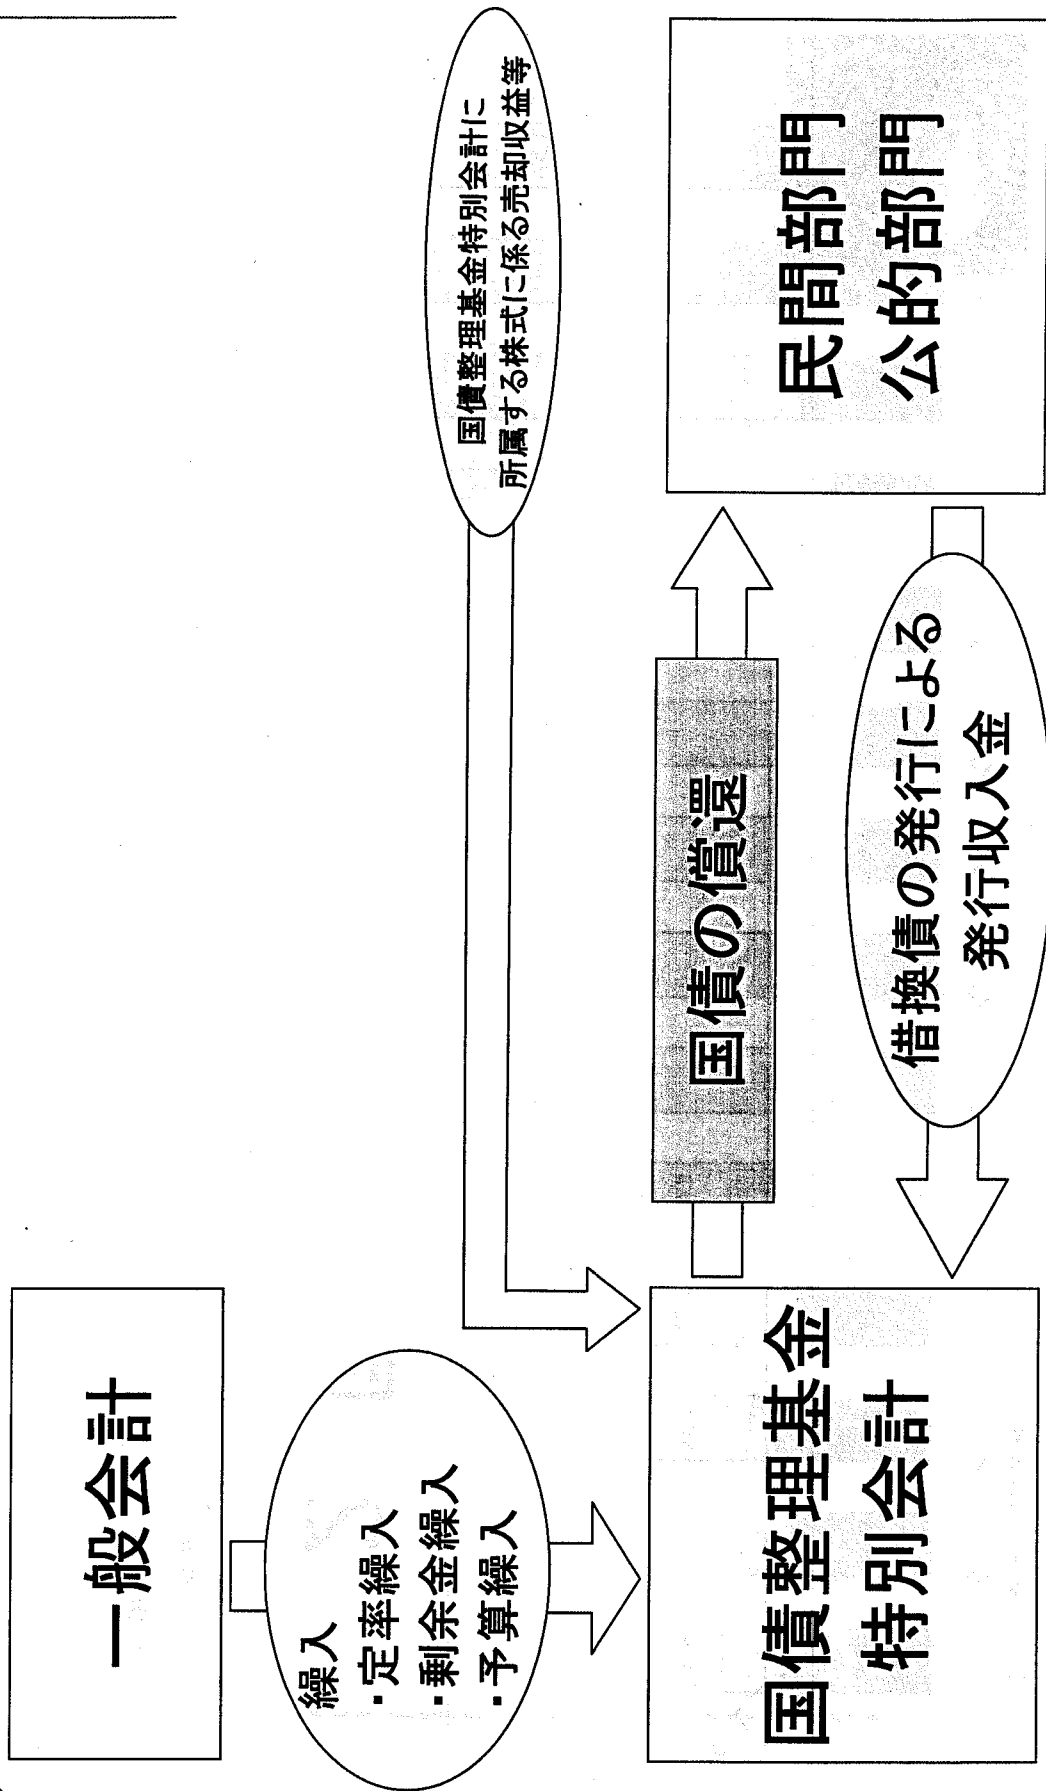 一般会計
繰入
・定率繰入
・剰余金繰入
・予算繰入
国債整理基金特別会計に
所属する株式に係る売却収益等
国債整理基金
特別会計
国債の償還
借換債の発行による
発行収入金
民間部門
公的部門